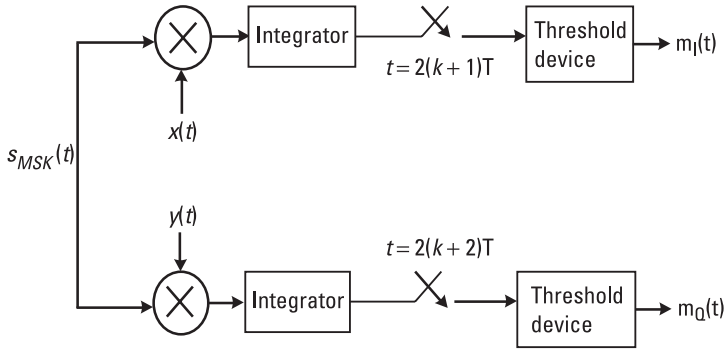 Integrator
Threshold
device
m_I(t)
t = 2(k + 1)T
x(t)
s_MSK(t)
y(t)
t = 2(k + 2)T
Integrator
Threshold
device
m_Q(t)